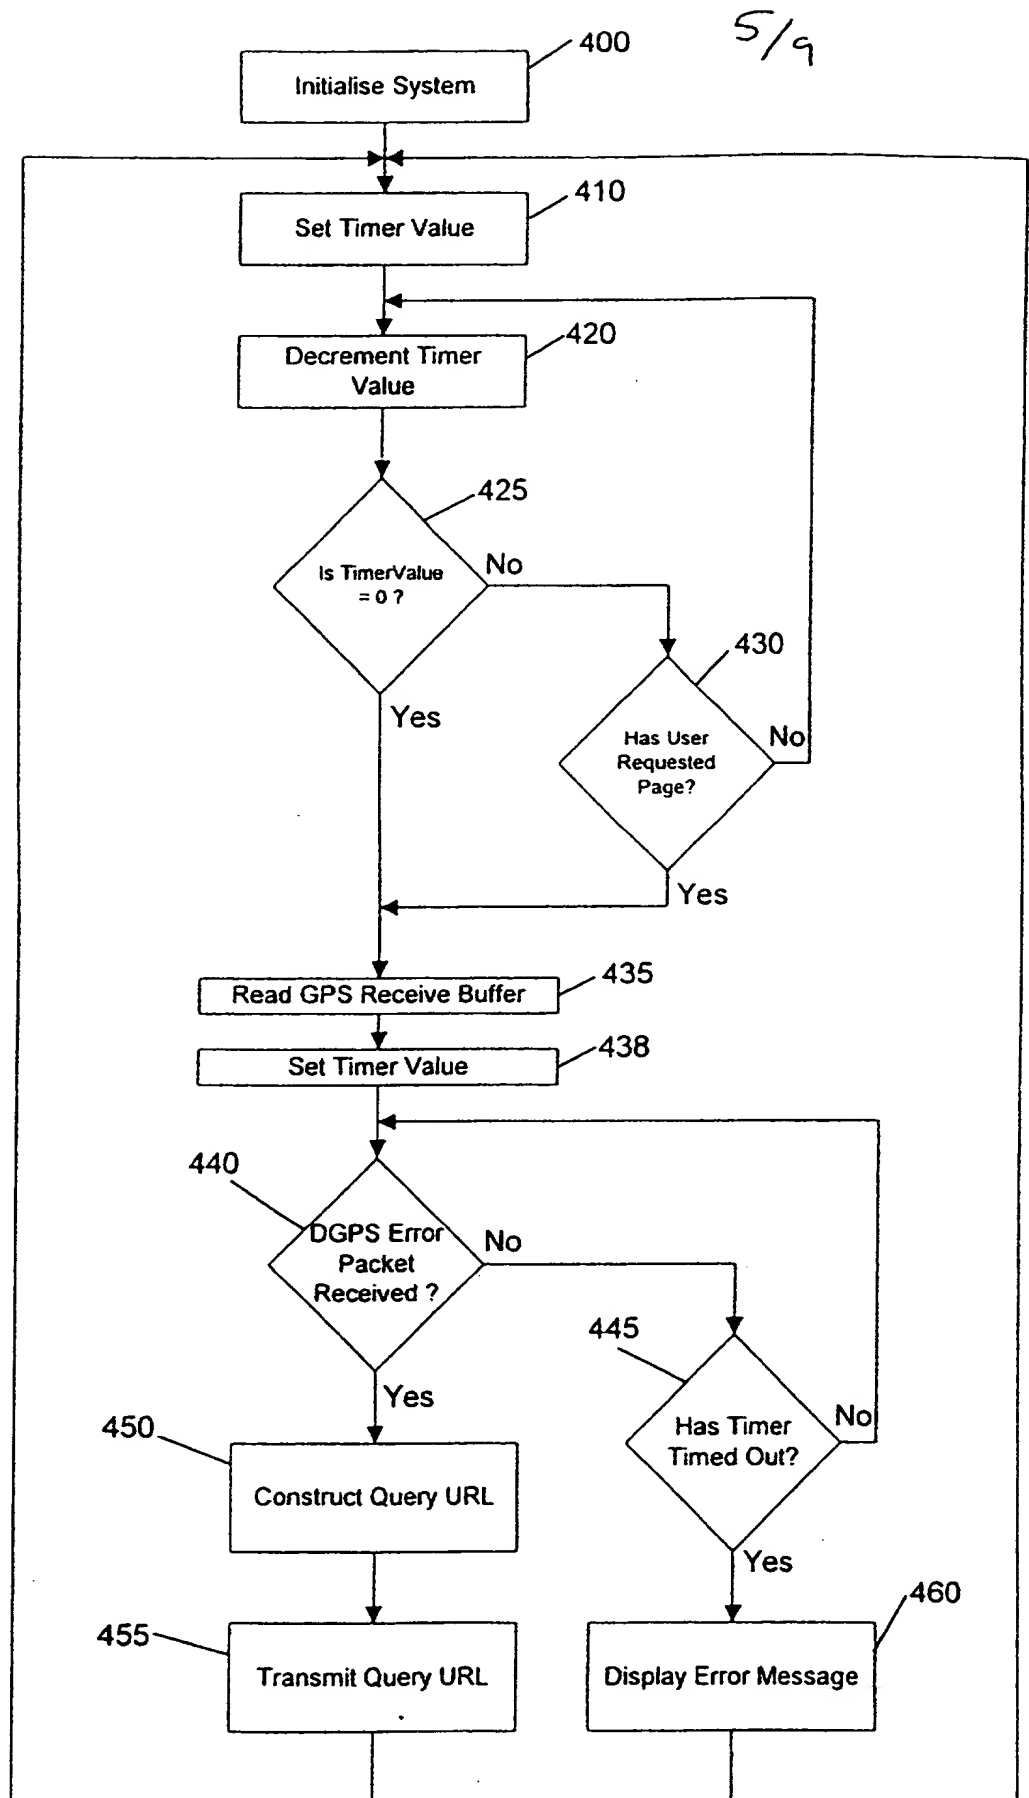 5/9
400
Initialise System
410
Set Timer Value
420
Decrement Timer
Value
425
Is TimerValue
= 0 ?
No
430
Yes
Has User
Requested
Page?
No
Yes
435
Read GPS Receive Buffer
438
Set Timer Value
440
DGPS Error
Packet
Received ?
No
445
Yes
Has Timer
Timed Out?
No
450
Construct Query URL
Yes
460
455
Transmit Query URL
Display Error Message